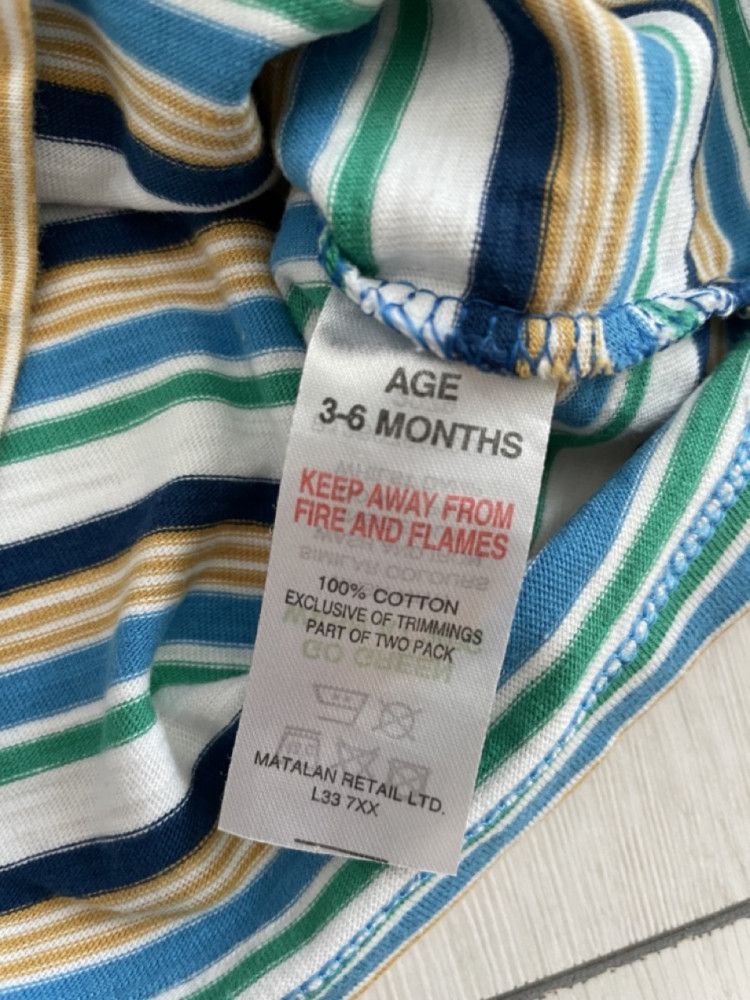 AGE
3-6 MONTHS
KEEP AWAY FROM
FIRE AND FLAMES
100% COTTON
EXCLUSIVE OF TRIMMINGS
PART OF TWO PACK
MATALAN RETAIL LTD.
L33 7XX